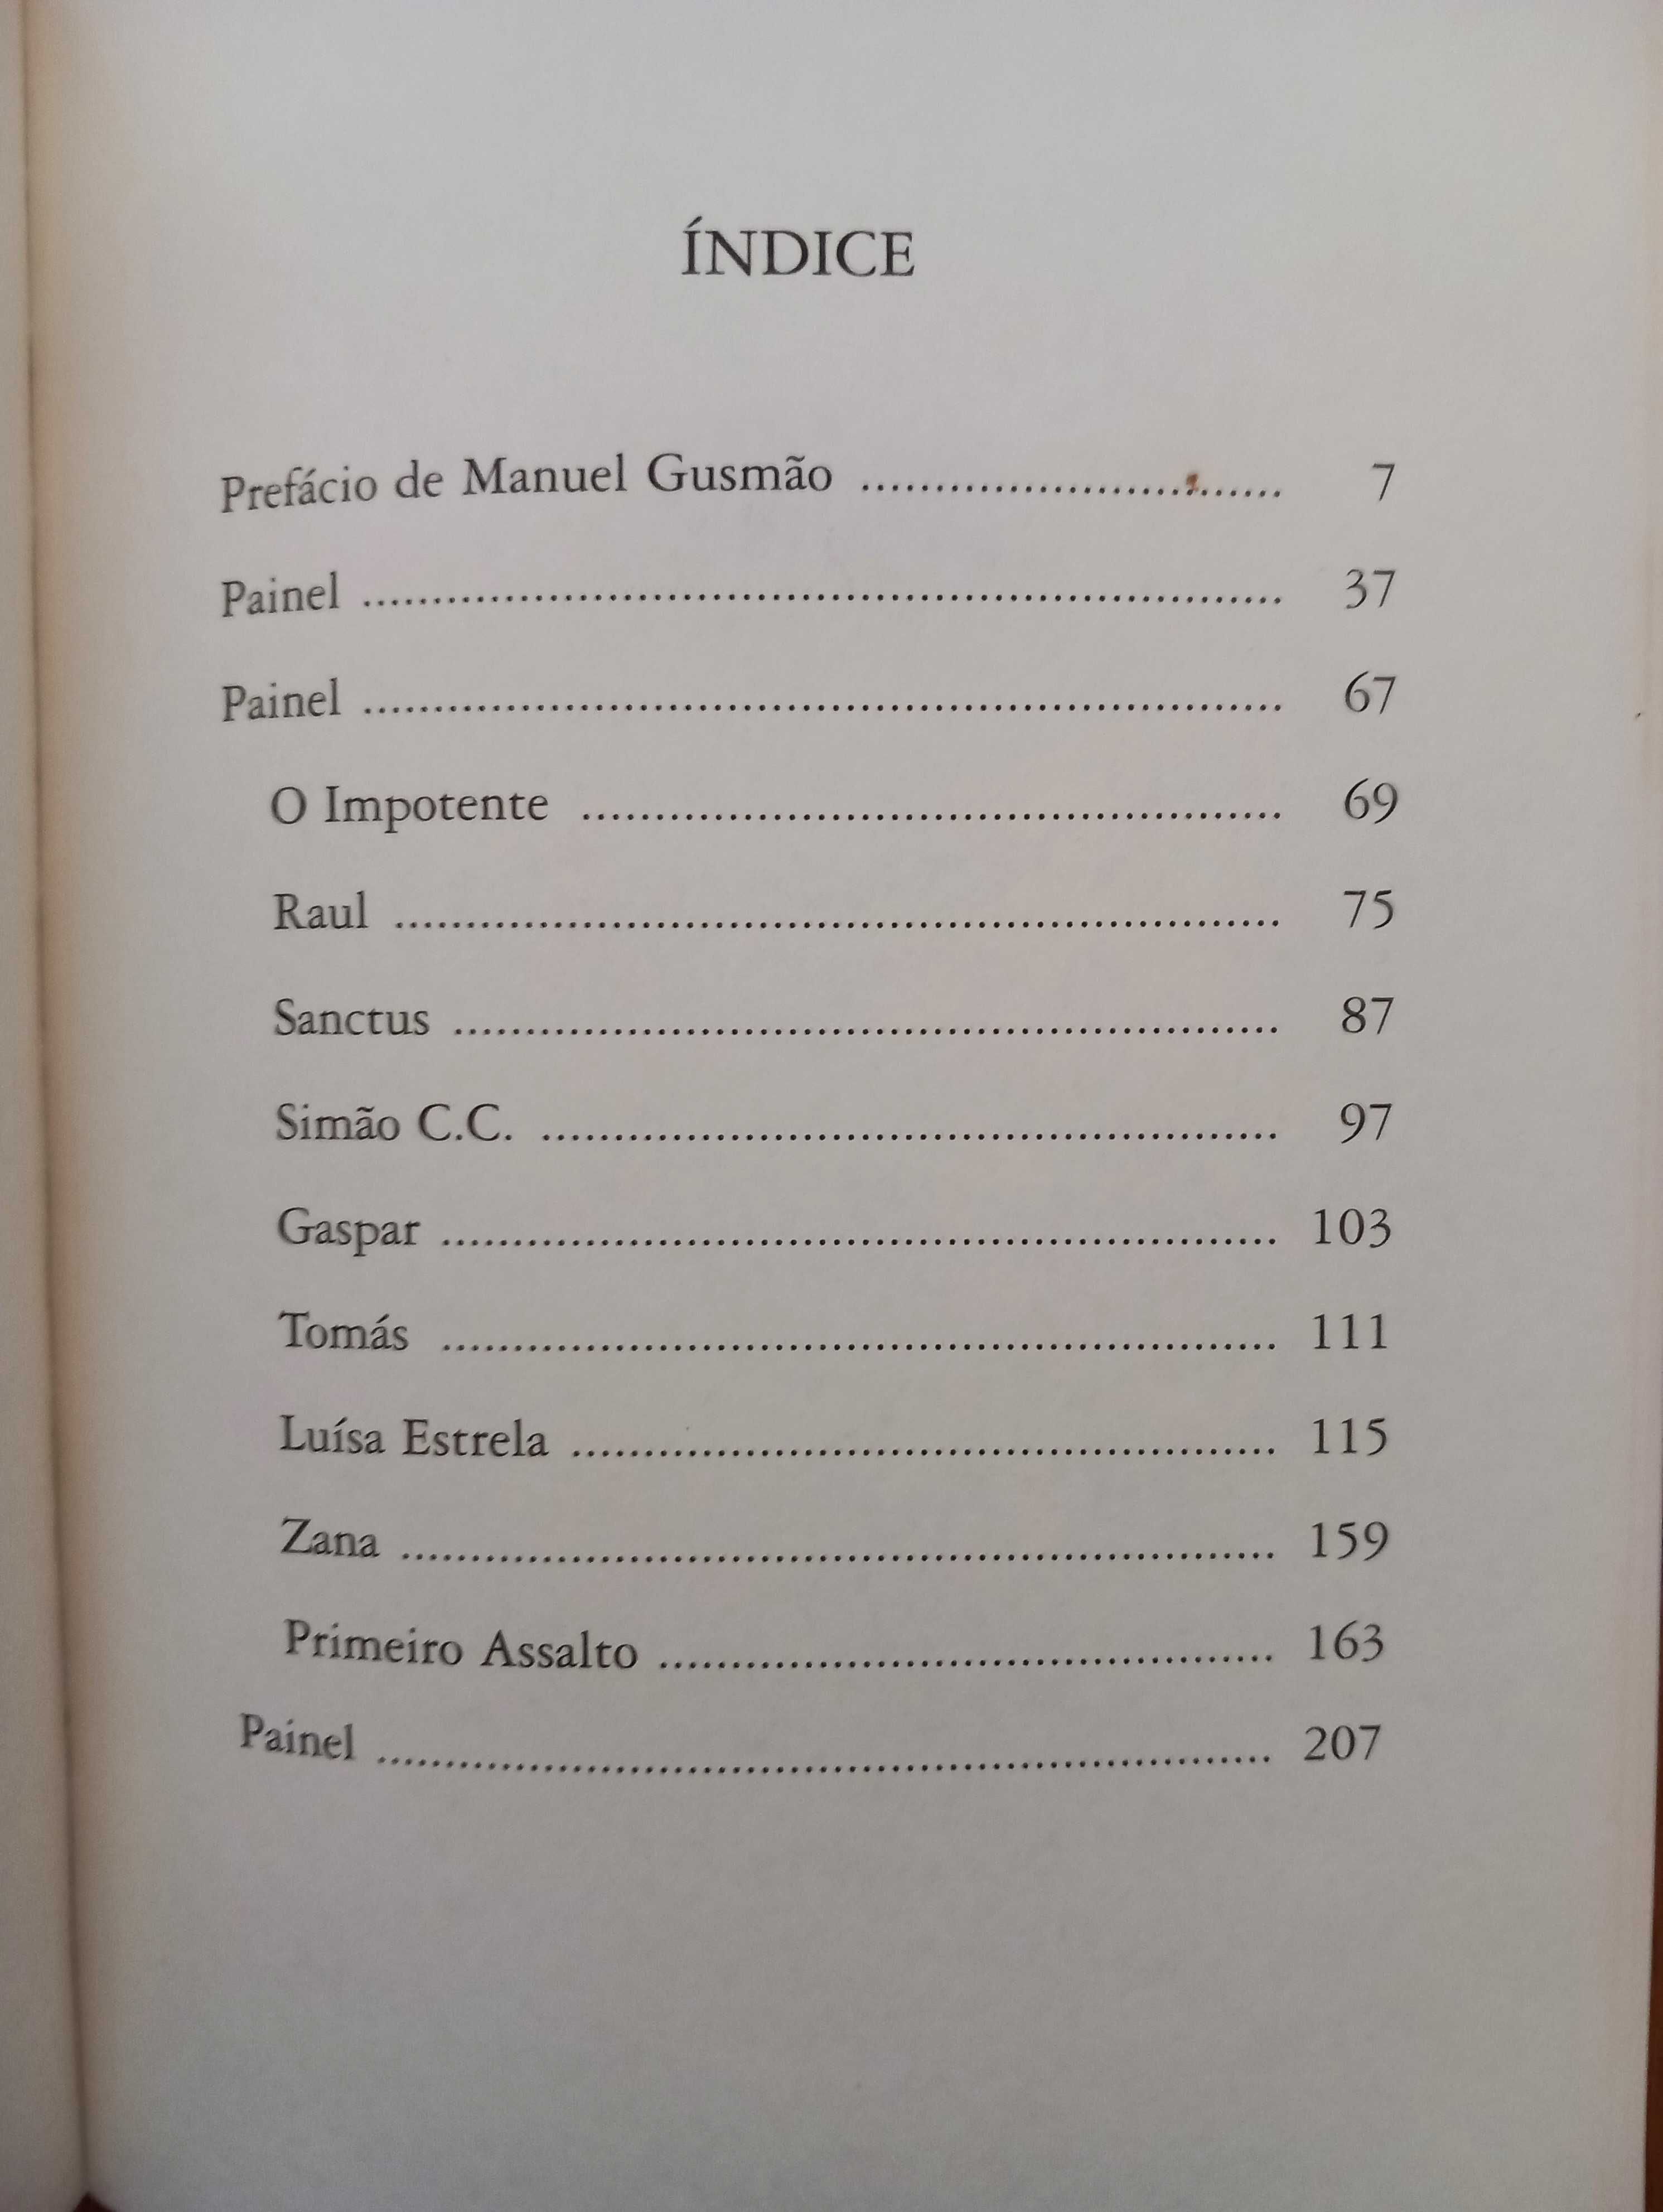 ÍNDICE
Prefácio de Manuel Gusmão ............................. 7
Painel ................................................................ 37
Painel ................................................................ 67
O Impotente ................................................ 69
Raul ............................................................. 75
Sanctus ......................................................... 87
Simão C.C. ................................................... 97
Gaspar .......................................................... 103
Tomás .......................................................... 111
Luísa Estrela ................................................. 115
Zana ............................................................. 159
Primeiro Assalto ........................................... 163
Painel .............................................................. 207